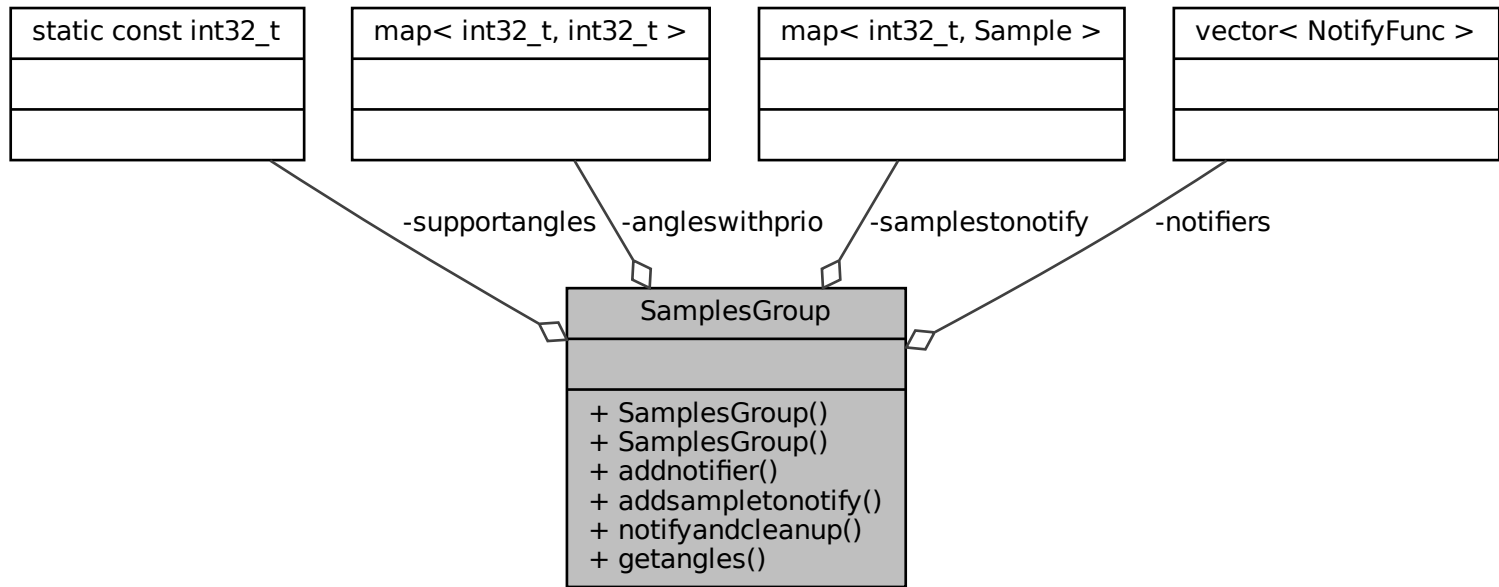 static const int32_t
map< int32_t, int32_t >
map< int32_t, Sample >
vector< NotifyFunc >
-supportangles
-angleswithprio
-samplestonotify
-notifiers
SamplesGroup
+ SamplesGroup()
+ SamplesGroup()
+ addnotifier()
+ addsampletonotify()
+ notifyandcleanup()
+ getangles()